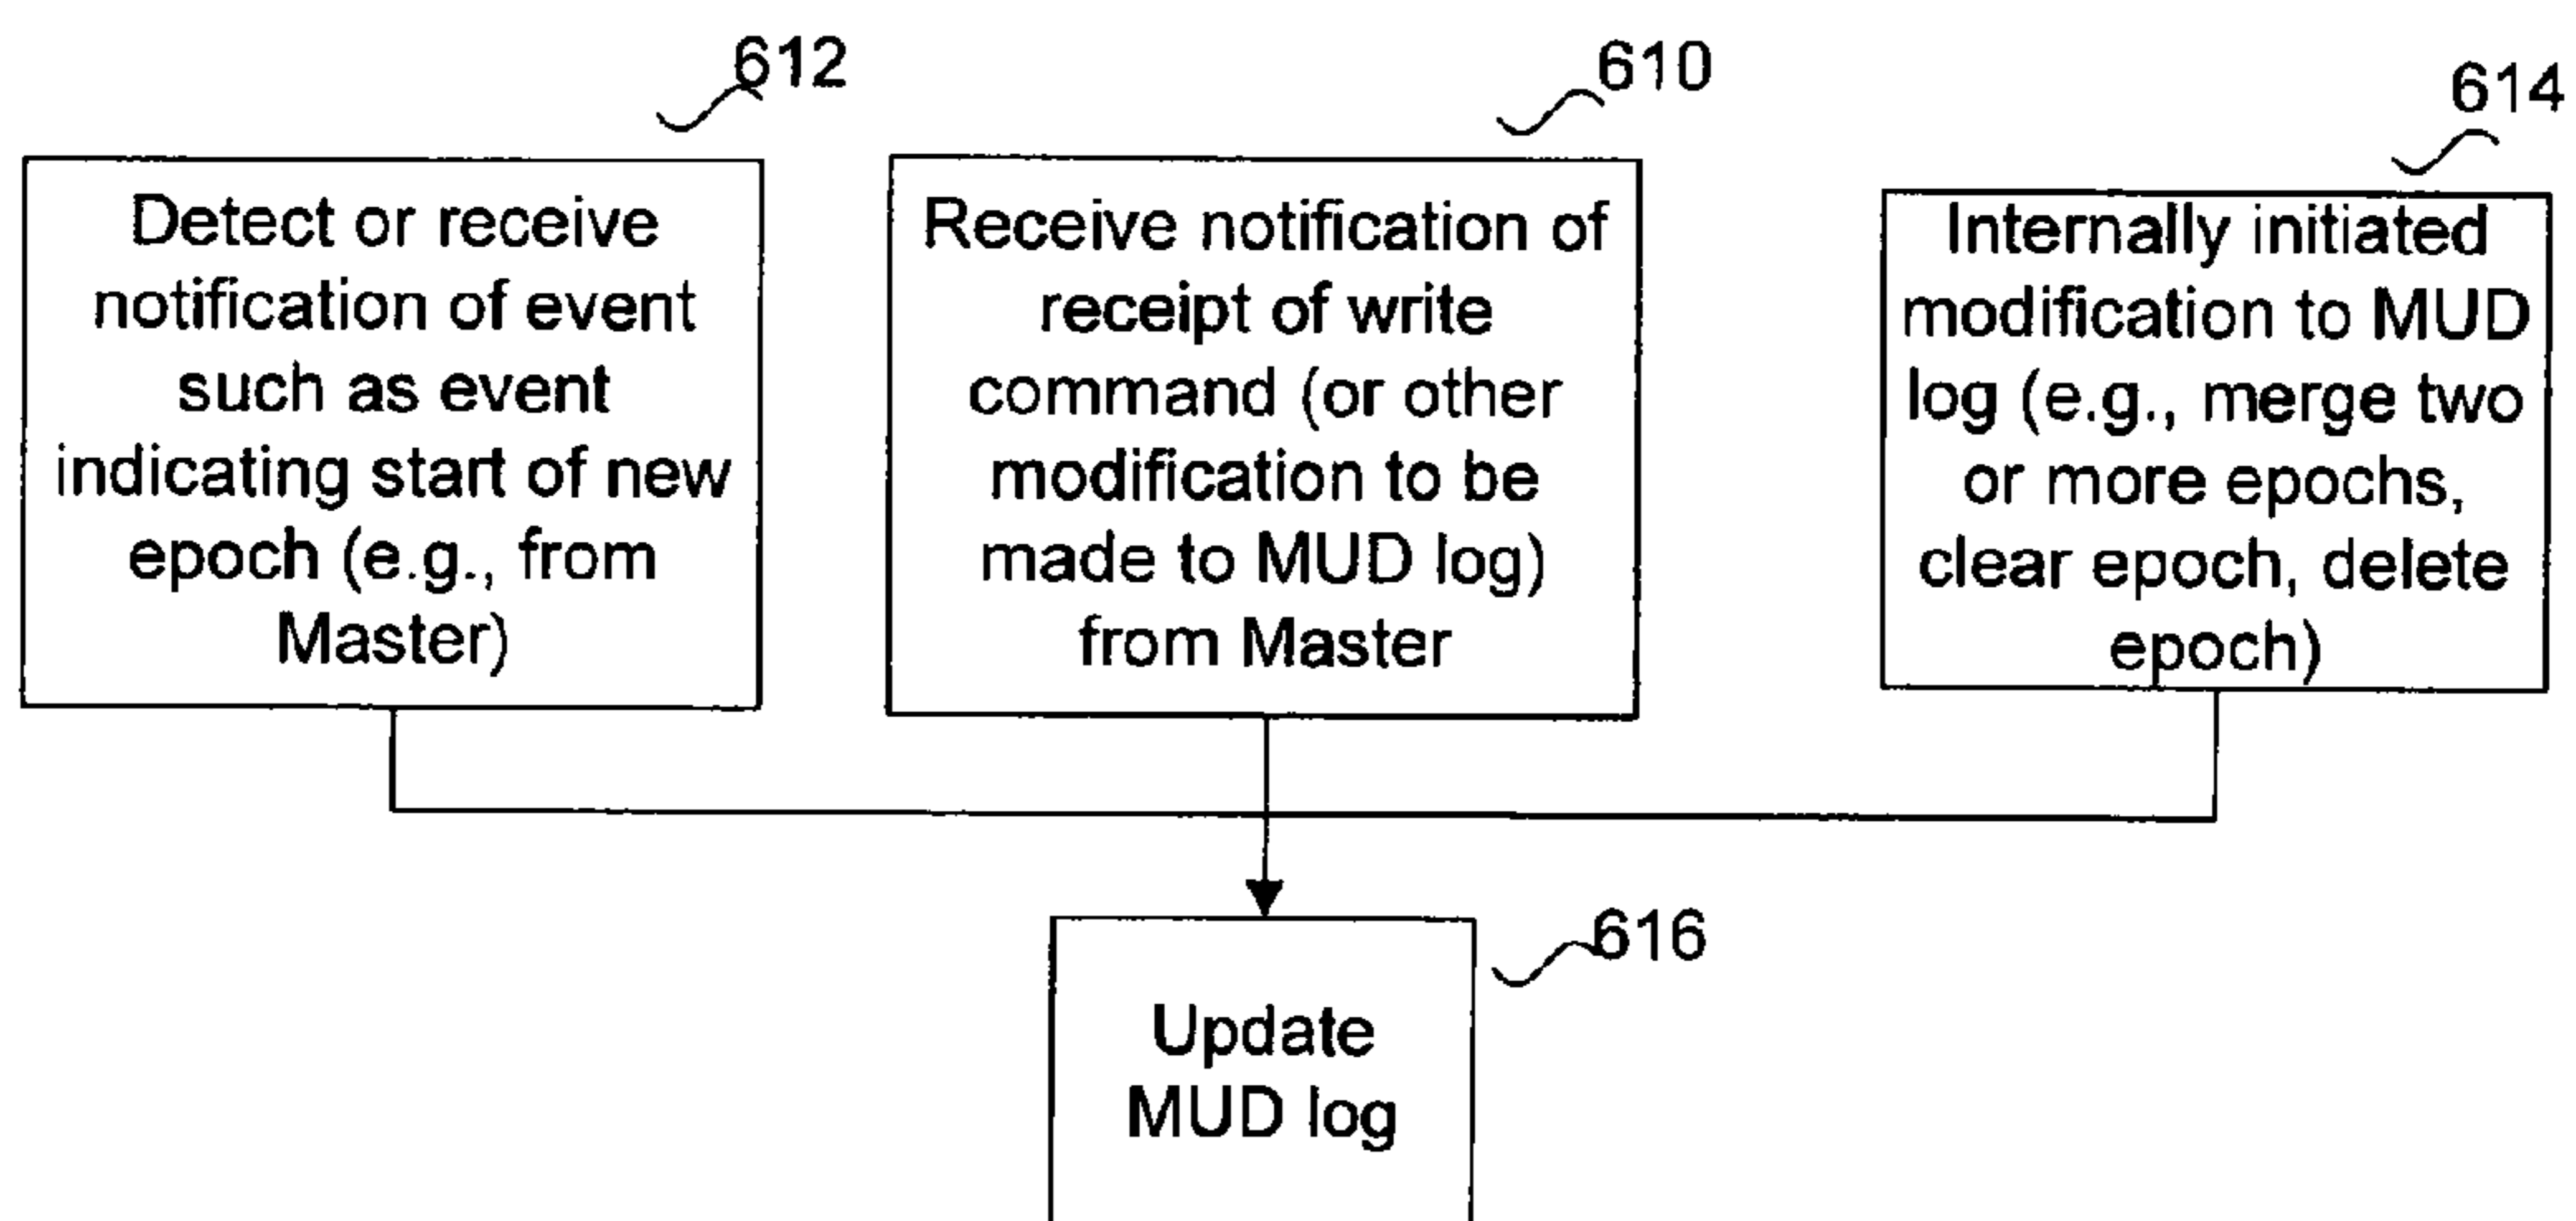 612
Detect or receive
notification of event
such as event
indicating start of new
epoch (e.g., from
Master)
610
Receive notification of
receipt of write
command (or other
modification to be
made to MUD log)
from Master
614
Internally initiated
modification to MUD
log (e.g., merge two
or more epochs,
clear epoch, delete
epoch)
616
Update
MUD log